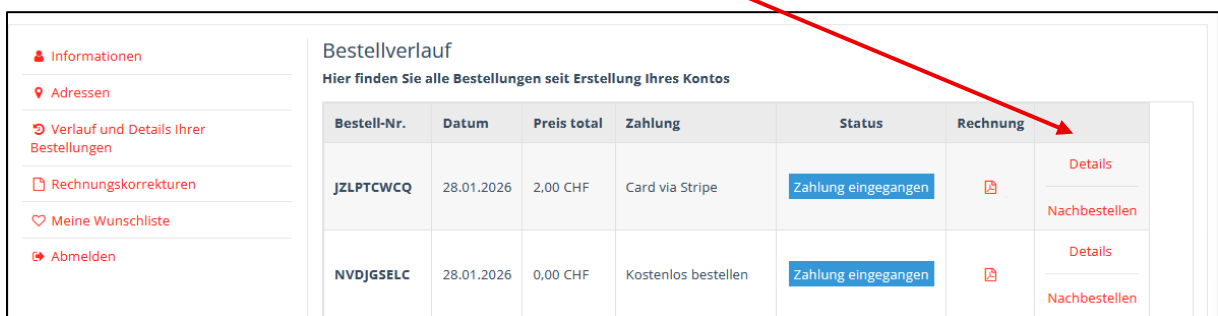 Informationen
Adressen
Verlauf und Details Ihrer
Bestellungen
Rechnungskorrekturen
Meine Wunschliste
Abmelden
Bestellverlauf
Hier finden Sie alle Bestellungen seit Erstellung Ihres Kontos
Bestell-Nr. Datum Preis total Zahlung Status Rechnung
Details
JZLPTCWCQ 28.01.2026 2,00 CHF Card via Stripe Zahlung eingegangen
Nachbestellen
Details
NVDJGSELC 28.01.2026 0,00 CHF Kostenlos bestellen Zahlung eingegangen
Nachbestellen